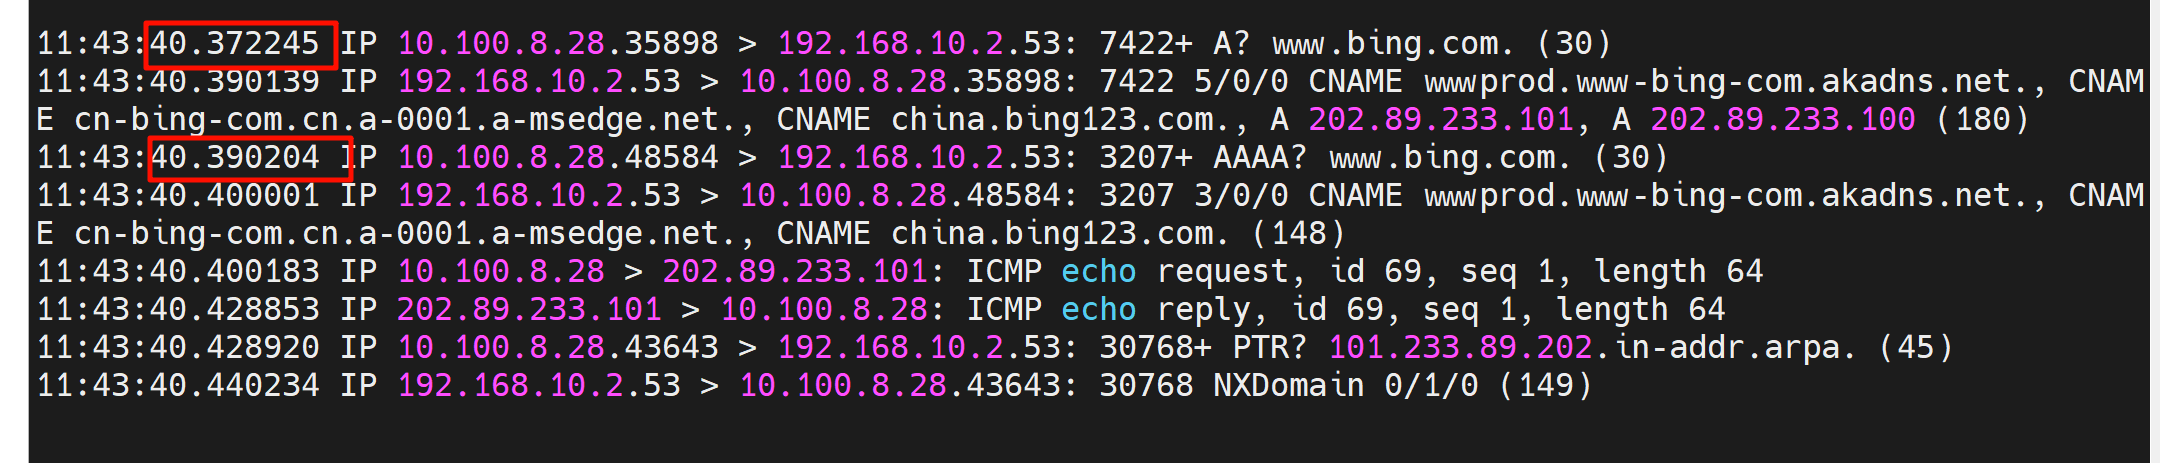 11:43:40.372245 IP 10.100.8.28.35898 > 192.168.10.2.53: 7422+ A? www.bing.com. (30)
11:43:40.390139 IP 192.168.10.2.53 > 10.100.8.28.35898: 7422 5/0/0 CNAME wwwprod.www-bing-com.akadns.net., CNAM
E cn-bing-com.cn.a-0001.a-msedge.net., CNAME china.bing123.com., A 202.89.233.101, A 202.89.233.100 (180)
11:43:40.390204 IP 10.100.8.28.48584 > 192.168.10.2.53: 3207+ AAAA? www.bing.com. (30)
11:43:40.400001 IP 192.168.10.2.53 > 10.100.8.28.48584: 3207 3/0/0 CNAME wwwprod.www-bing-com.akadns.net., CNAM
E cn-bing-com.cn.a-0001.a-msedge.net., CNAME china.bing123.com. (148)
11:43:40.400183 IP 10.100.8.28 > 202.89.233.101: ICMP echo request, id 69, seq 1, length 64
11:43:40.428853 IP 202.89.233.101 > 10.100.8.28: ICMP echo reply, id 69, seq 1, length 64
11:43:40.428920 IP 10.100.8.28.43643 > 192.168.10.2.53: 30768+ PTR? 101.233.89.202.in-addr.arpa. (45)
11:43:40.440234 IP 192.168.10.2.53 > 10.100.8.28.43643: 30768 NXDomain 0/1/0 (149)